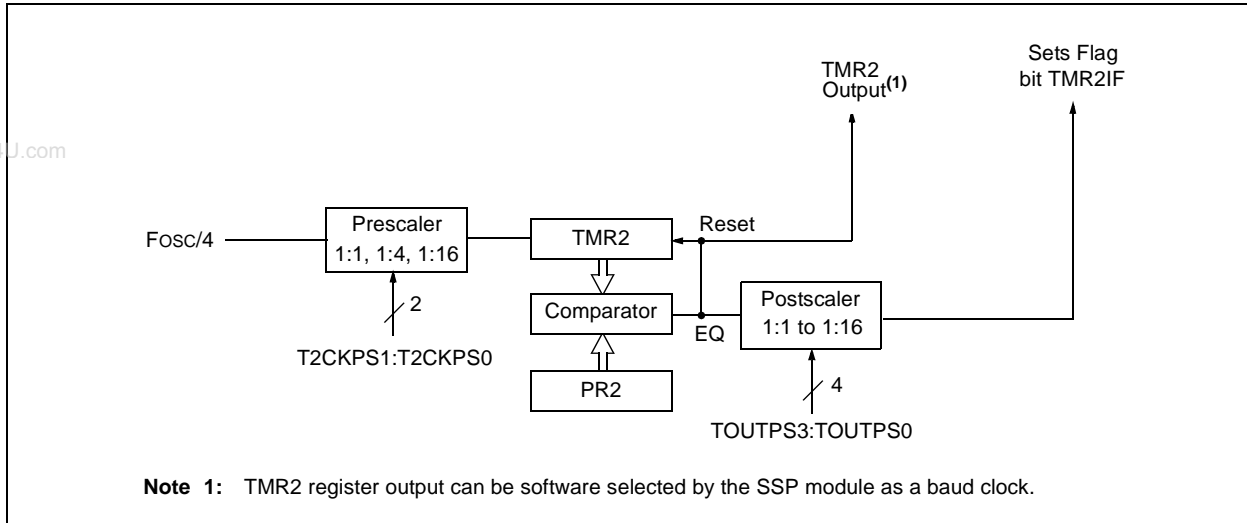 Sets Flag
bit TMR2IF
TMR2
Output(1)
U.com
Fosc/4
Prescaler
1:1, 1:4, 1:16
2
T2CKPS1:T2CKPS0
TMR2
Reset
Comparator
EQ
PR2
Postscaler
1:1 to 1:16
4
TOUTPS3:TOUTPS0
Note 1: TMR2 register output can be software selected by the SSP module as a baud clock.